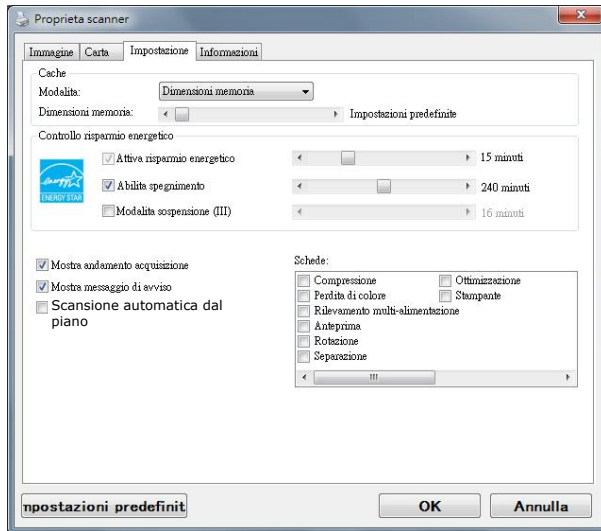 Proprieta scanner
Immagine Carta Impostazione Informazioni
Cache
Modalita: Dimensioni memoria
Dimensioni memoria: Impostazioni predefinite
Controllo risparmio energetico
Attiva risparmio energetico 15 minuti
Abilita spegnimento 240 minuti
Modalita sospensione (III) 16 minuti
energy
ENERGY STAR
Mostra andamento acquisizione
Mostra messaggio di avviso
Scansione automatica dal
piano
Schede:
Compressione Ottimizzazione
Perdita di colore Stampante
Rilevamento multi-alimentazione
Anteprima
Rotazione
Separazione
npostazioni predefinit OK Annulla